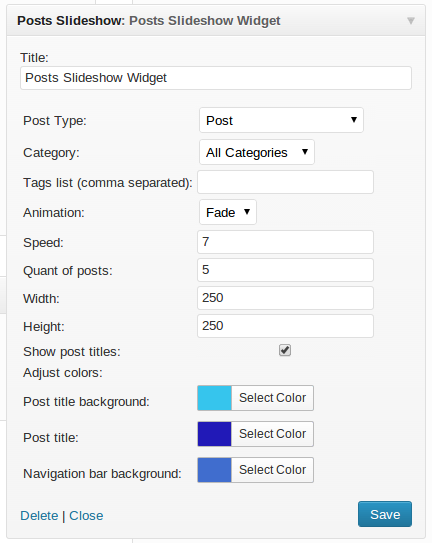 Posts Slideshow: Posts Slideshow Widget
Title:
Posts Slideshow Widget
Post Type: Post
Category: All Categories
Tags list (comma separated):
Animation: Fade
Speed: 7
Quant of posts: 5
Width: 250
Height: 250
Show post titles:
Adjust colors:
Post title background: Select Color
Post title: Select Color
Navigation bar background: Select Color
Delete | Close Save